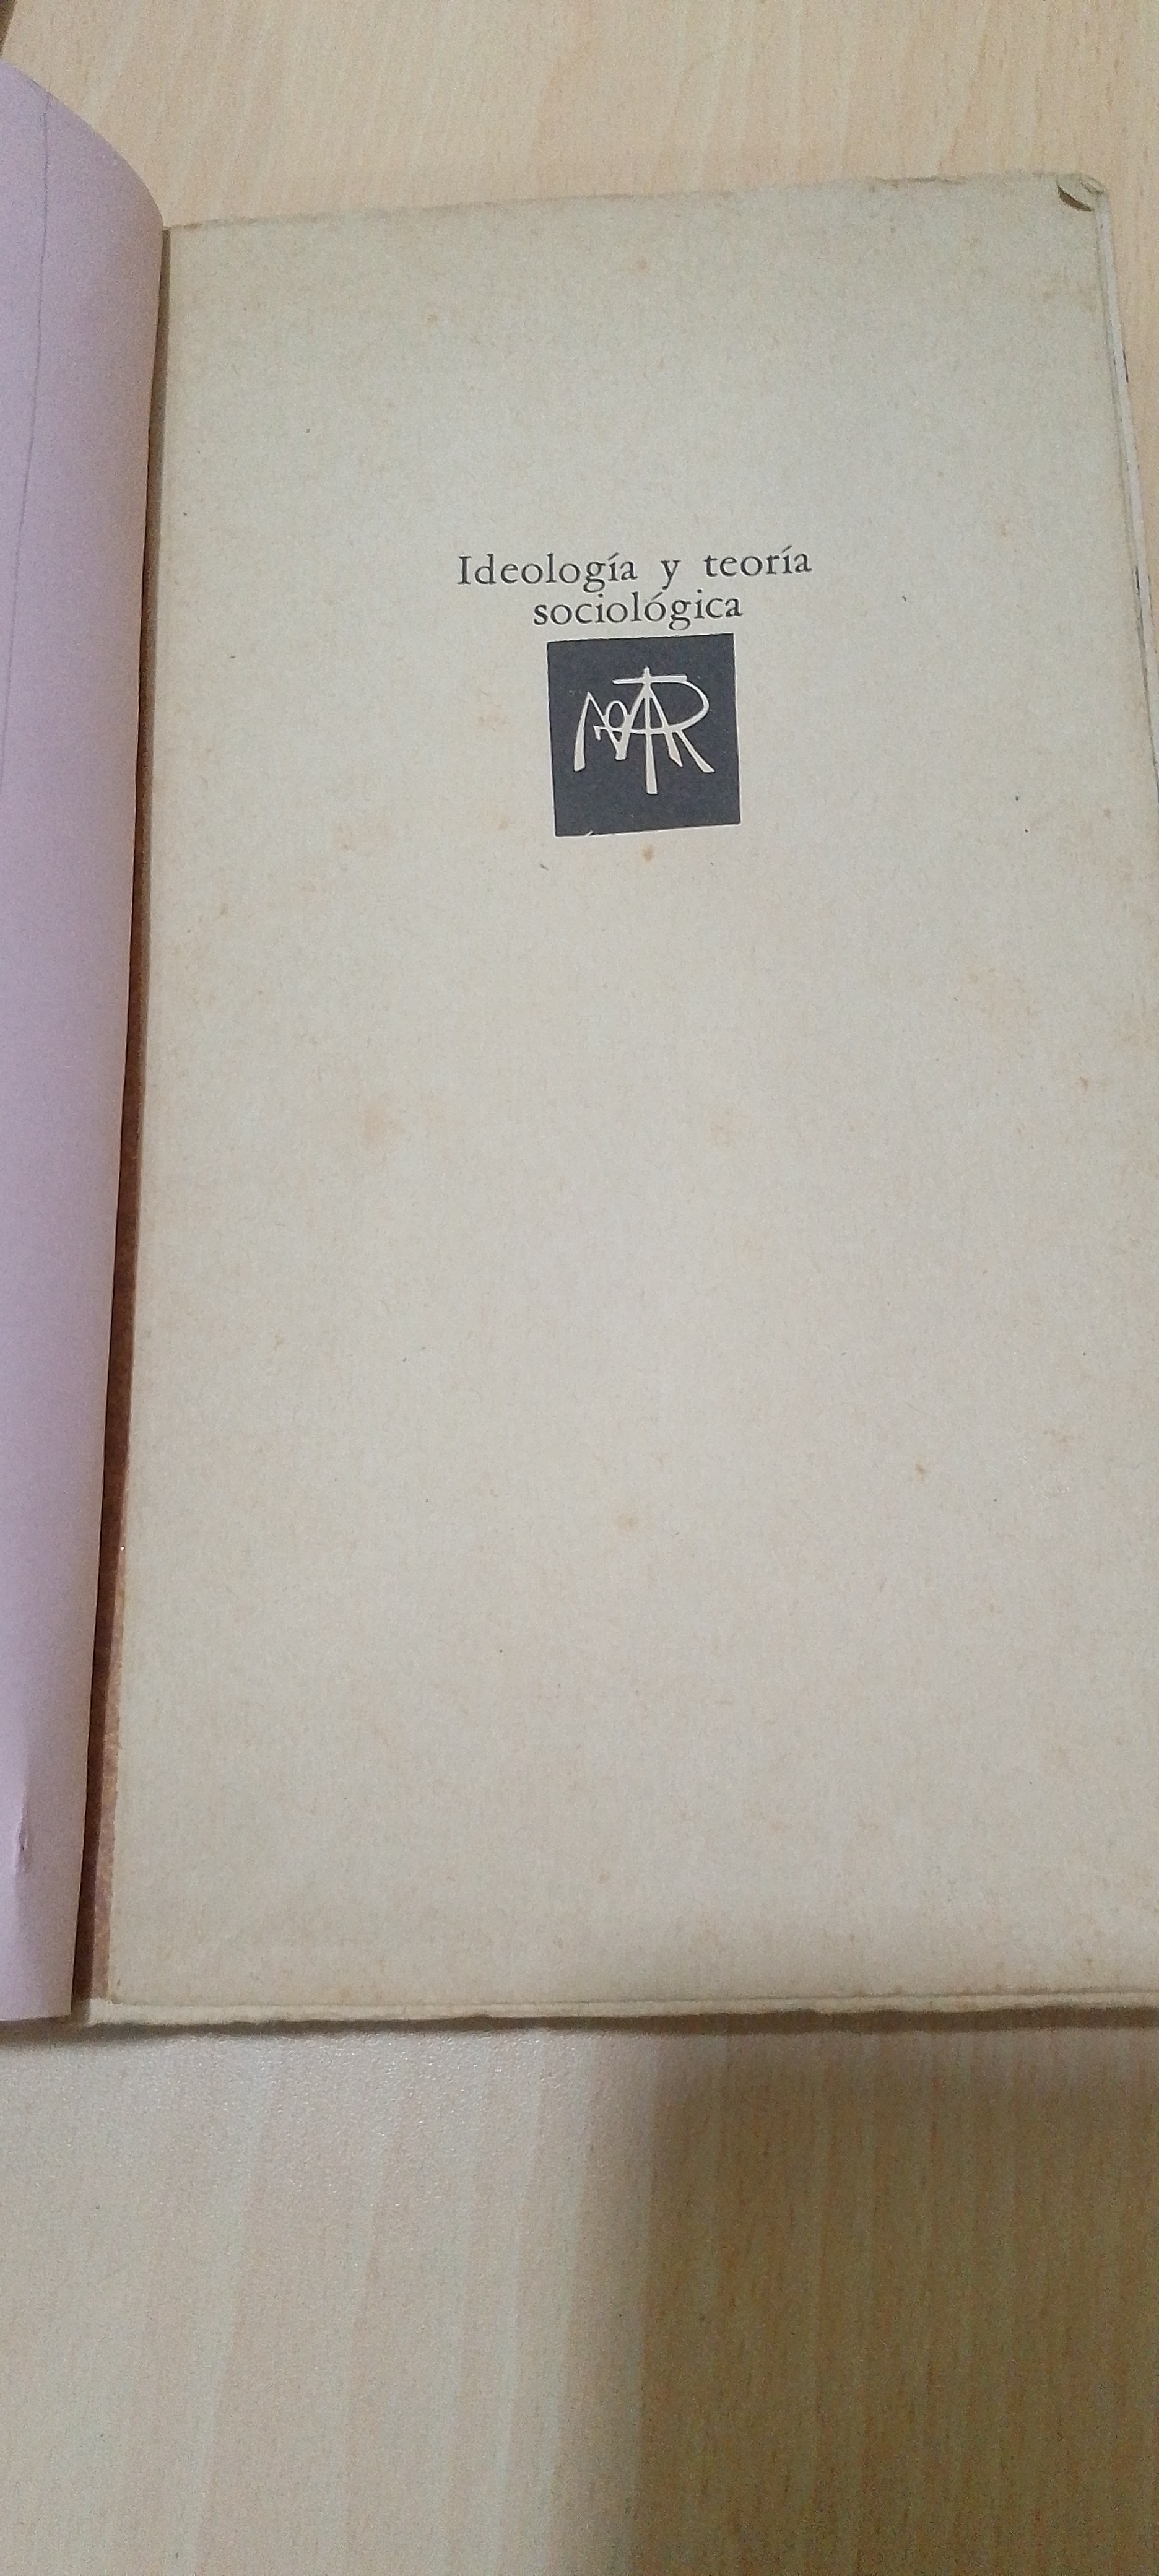 Ideología y teoría
sociológica